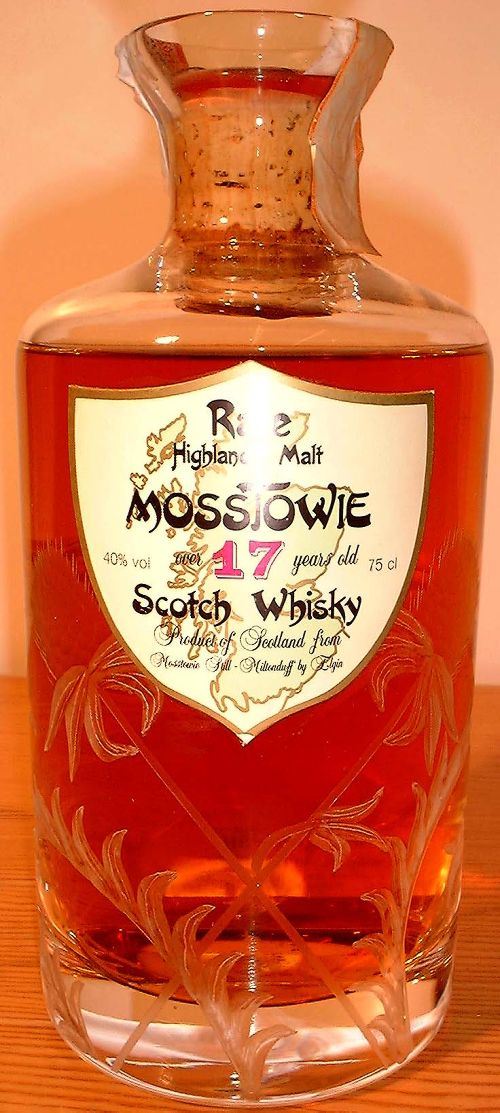 Rare
Highland Malt
MOSSTOWIE
40% vol over 17 years old 75 cl
Scotch Whisky
Product of Scotland from
Mosstowie Still - Miltonduff by Elgin